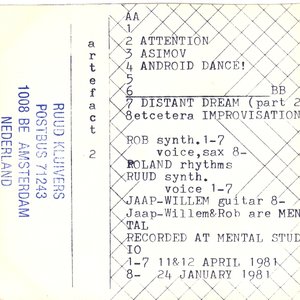 RUUD KLUIVERS
POSTBUS 71243
1008 BE AMSTERDAM
NEDERLAND
artefact 2
AA
1
2 ATTENTION
3 ASIMOV
4 ANDROID DANCE!
5
6 BB
7 DISTANT DREAM (part 2
8 etcetera IMPROVISATION
ROB synth. 1-7
voice,sax 8-
ROLAND rhythms
RUUD synth.
voice 1-7
JAAP-WILLEM guitar 8-
Jaap-Willem&Rob are MEN
TAL
RECORDED AT MENTAL STUD
IO
1-7 11&12 APRIL 1981
8- 24 JANUARY 1981